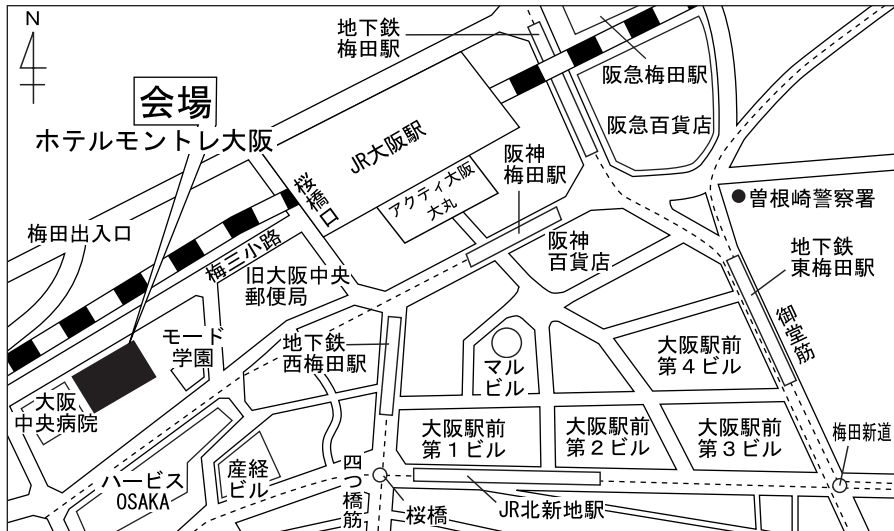 N
地下鉄
梅田駅
阪急梅田駅
会場
ホテルモントレ大阪
JR大阪駅
阪急百貨店
阪神
梅田駅
桜橋口
アクティ大阪
大丸
曽根崎警察署
梅田出入口
梅三小路
旧大阪中央
郵便局
阪神
百貨店
地下鉄
東梅田駅
御堂筋
モード
学園
地下鉄
西梅田駅
マル
ビル
大阪駅前
第4ビル
大阪
中央病院
大阪駅前
第1ビル
大阪駅前
第2ビル
大阪駅前
第3ビル
梅田新道
ハービス
OSAKA
産経
ビル
四つ橋筋
桜橋
JR北新地駅